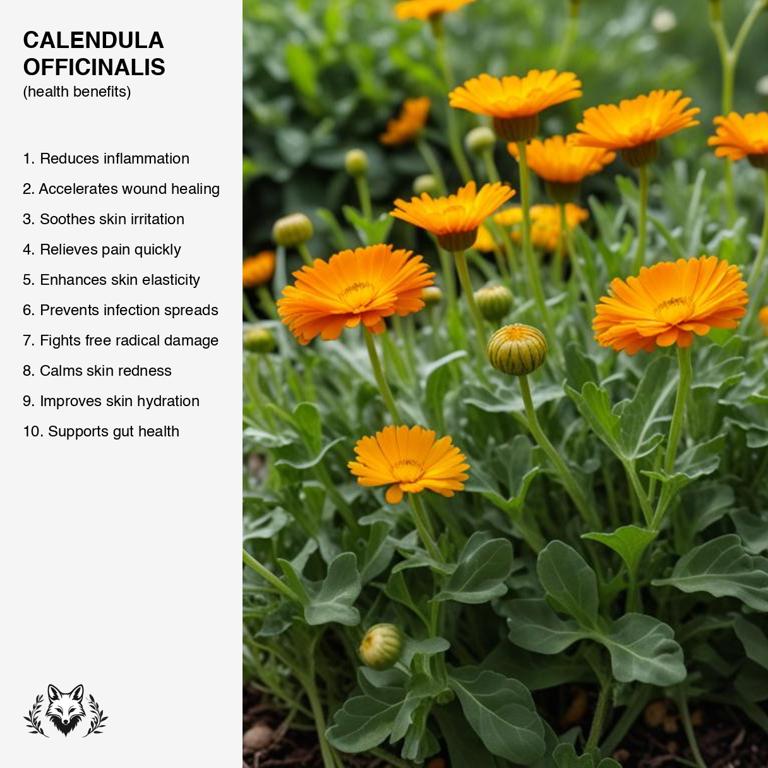 CALENDULA
OFFICINALIS
(health benefits)
1. Reduces inflammation
2. Accelerates wound healing
3. Soothes skin irritation
4. Relieves pain quickly
5. Enhances skin elasticity
6. Prevents infection spreads
7. Fights free radical damage
8. Calms skin redness
9. Improves skin hydration
10. Supports gut health